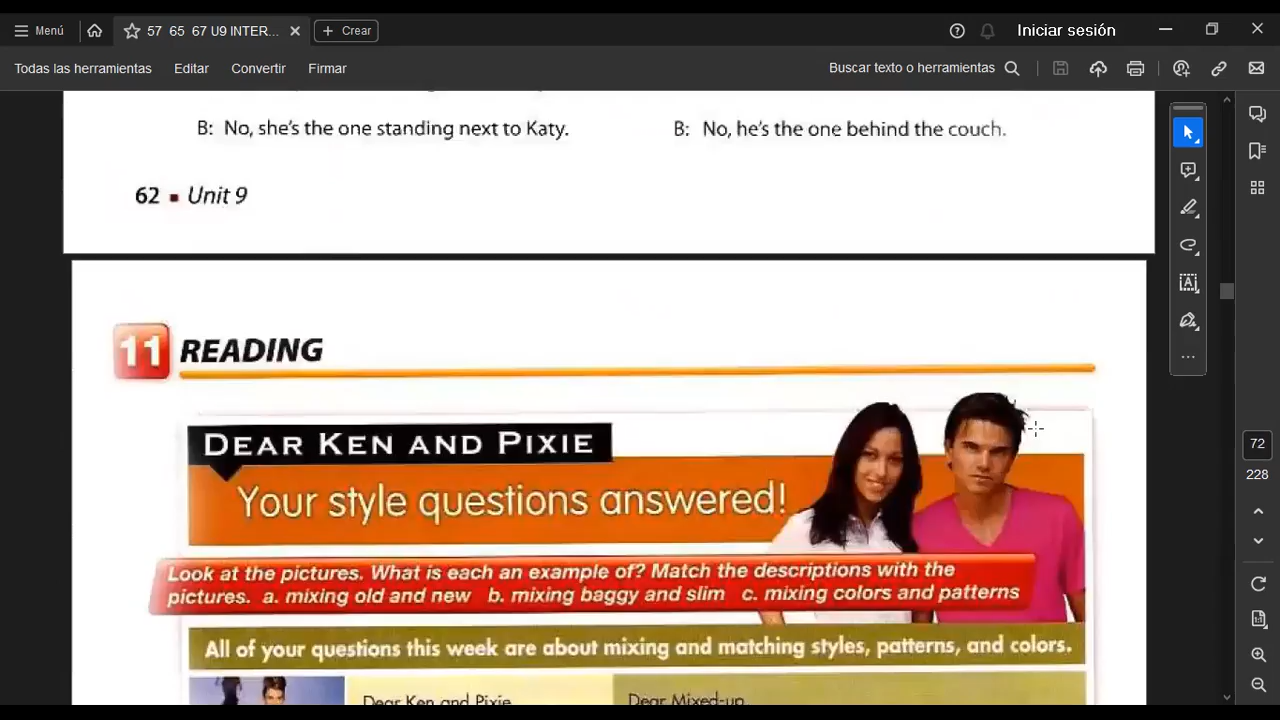 Menú
57 65 67 U9 INTER...
Crear
Iniciar sesión
Todas las herramientas
Editar
Convertir
Firmar
Buscar texto o herramientas
B: No, she's the one standing next to Katy.
B: No, he's the one behind the couch.
62 ▪ Unit 9
11 READING
DEAR KEN AND PIXIE
Your style questions answered!
Look at the pictures. What is each an example of? Match the descriptions with the
pictures. a. mixing old and new b. mixing baggy and slim c. mixing colors and patterns
All of your questions this week are about mixing and matching styles, patterns, and colors.
Dear Ken and Pixie
Dear Mixed-up
72
228